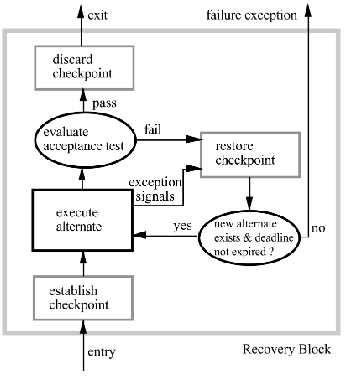 exit
failure exception
discard
checkpoint
pass
evaluate
acceptance test
fail
restore
checkpoint
exception
signals
execute
alternate
yes
new alternate
exists & deadline
not expired ?
no
establish
checkpoint
entry
Recovery Block